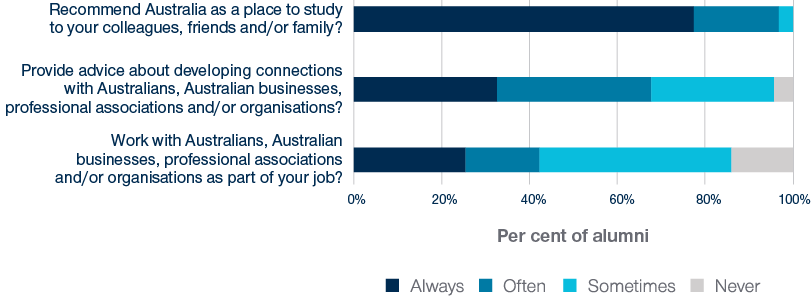 Recommend Australia as a place to study
to your colleagues, friends and/or family?
Provide advice about developing connections
with Australians, Australian businesses,
professional associations and/or organisations?
Work with Australians, Australian
businesses, professional associations
and/or organisations as part of your job?
0% 20% 40% 60% 80% 100%
Per cent of alumni
Always Often Sometimes Never